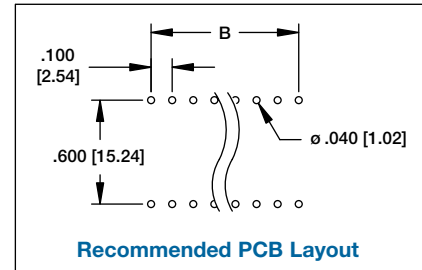 B
.100
[2.54]
ø .040 [1.02]
.600 [15.24]
Recommended PCB Layout